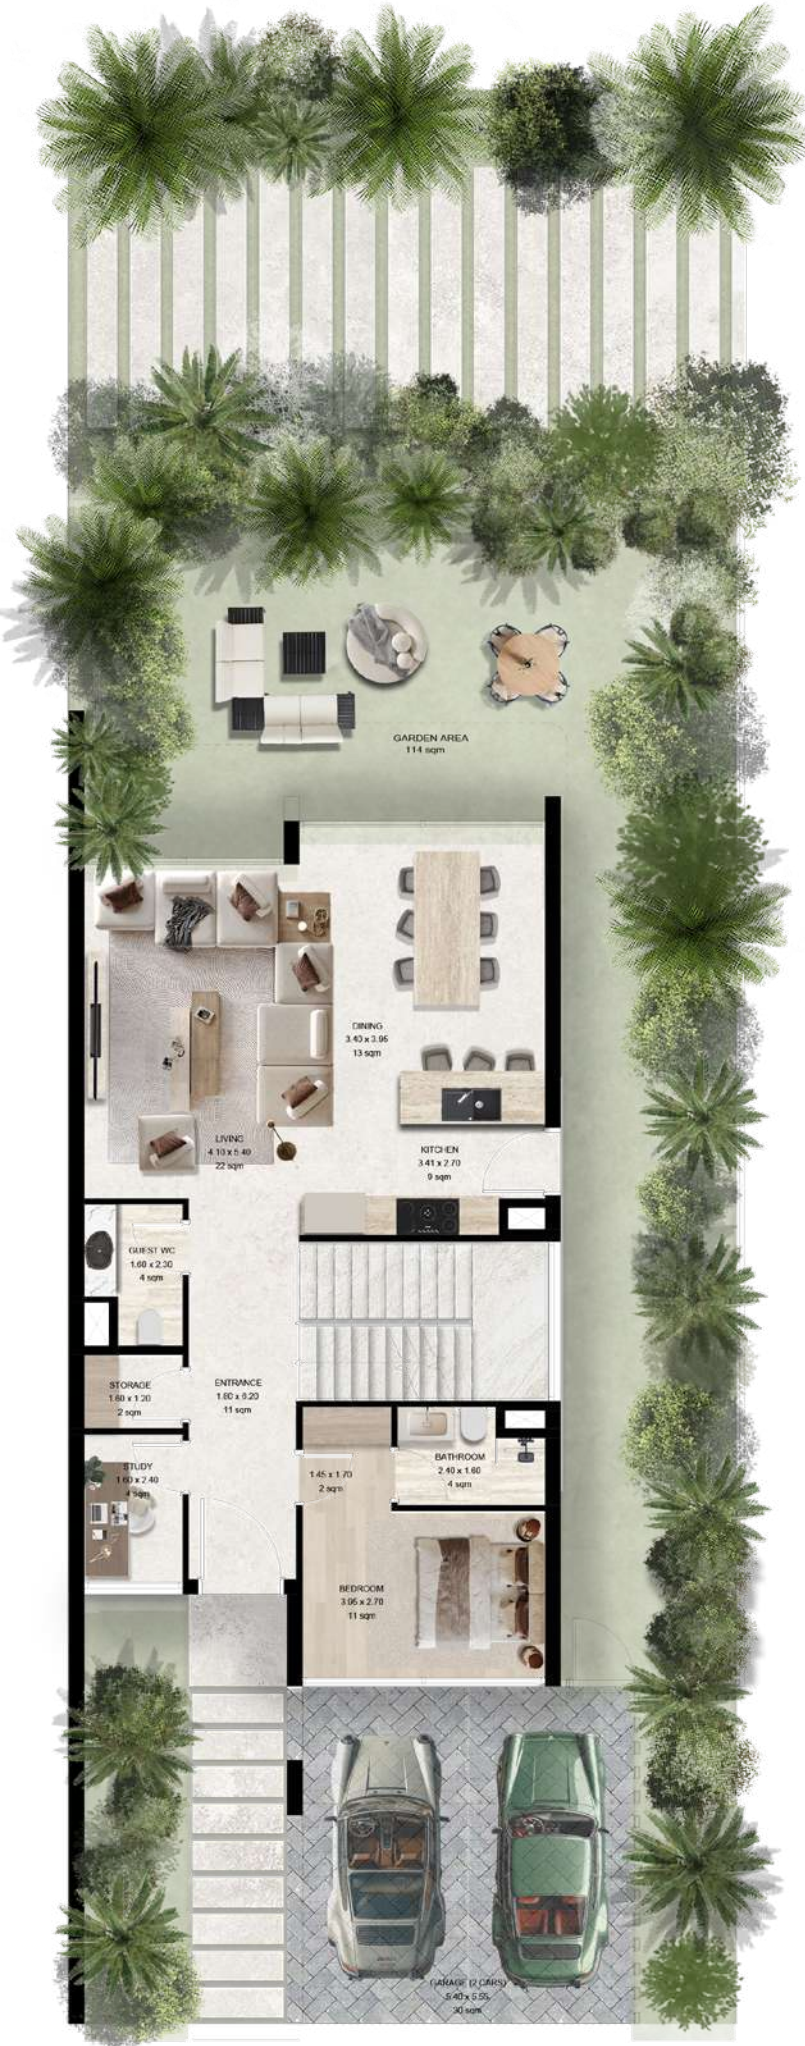 GARDEN AREA
114 sqm
DINING
3.40 x 3.95
13 sqm
LIVING
4.10 x 5.40
22 sqm
KITCHEN
3.41 x 2.70
9 sqm
GUEST WC
1.60 x 2.30
4 sqm
STORAGE
1.60 x 1.20
2 sqm
ENTRANCE
1.80 x 6.20
11 sqm
STUDY
1.60 x 2.40
4 sqm
1.45 x 1.70
2 sqm
BATHROOM
2.40 x 1.60
4 sqm
BEDROOM
3.95 x 2.70
11 sqm
GARAGE (2 CARS)
5.40 x 5.55
30 sqm